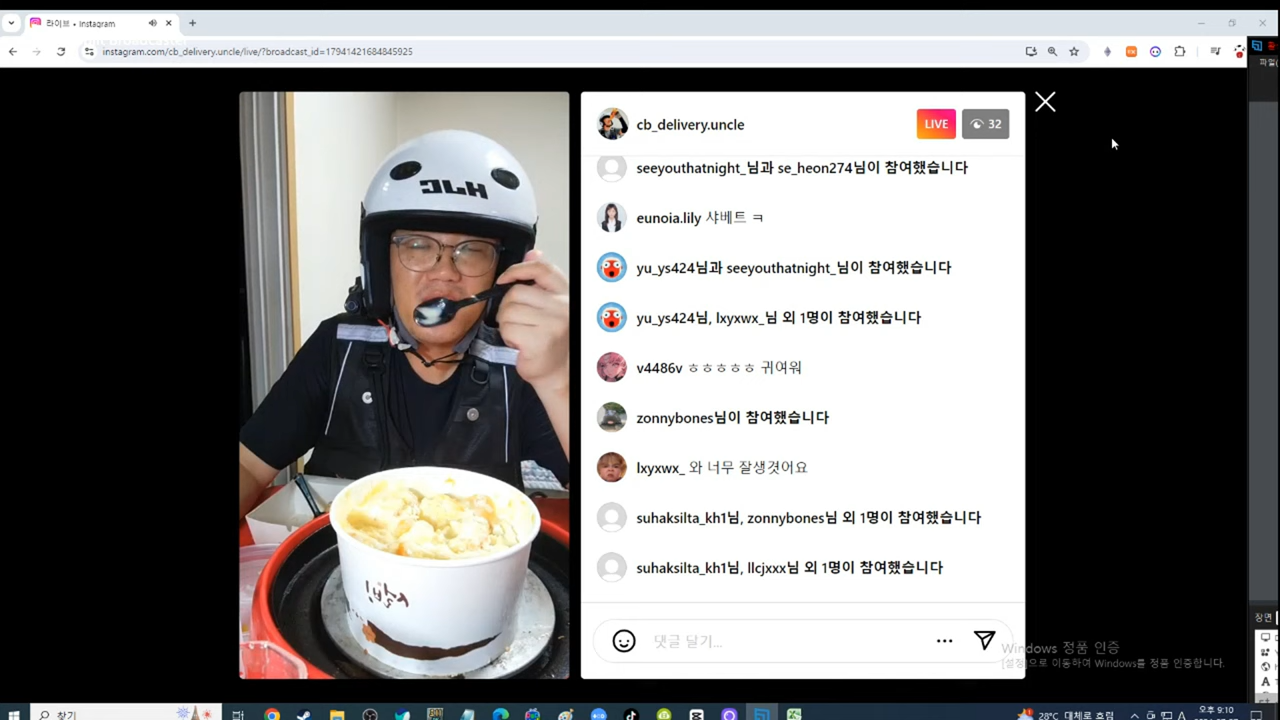 라이브 • Instagram
instagram.com/cb_delivery.uncle/live/?broadcast_id=17941421684845925
파일(
cb_delivery.uncle
LIVE
32
seeyouthatnight_님과 se_heon274님이 참여했습니다
eunoia.lily 샤베트 ㅋ
yu_ys424님과 seeyouthatnight_님이 참여했습니다
yu_ys424님, lxyxwx_님 외 1명이 참여했습니다
v4486v ㅎㅎㅎㅎㅎ 귀여워
zonnybones님이 참여했습니다
lxyxwx_ 와 너무 잘생겻어요
suhaksilta_kh1님, zonnybones님 외 1명이 참여했습니다
suhaksilta_kh1님, llcjxxx님 외 1명이 참여했습니다
댓글 달기...
설빙
장면
Windows 정품 인증
[설정]으로 이동하여 Windows를 정품 인증합니다.
찾기
28°C 대체로 흐림
오후 9:10